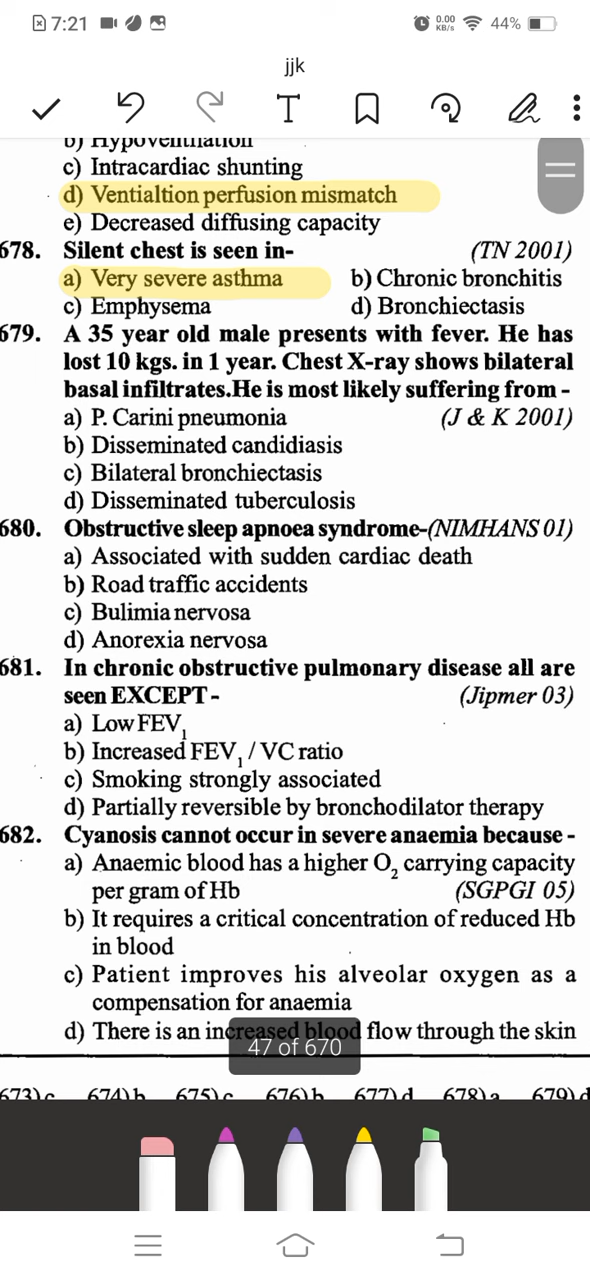 7:21
0.00
KB/s
44%
jjk
b) Hypoventilation
c) Intracardiac shunting
d) Ventialtion perfusion mismatch
e) Decreased diffusing capacity
678. Silent chest is seen in- (TN 2001)
a) Very severe asthma b) Chronic bronchitis
c) Emphysema d) Bronchiectasis
679. A 35 year old male presents with fever. He has
lost 10 kgs. in 1 year. Chest X-ray shows bilateral
basal infiltrates.He is most likely suffering from -
a) P. Carini pneumonia (J & K 2001)
b) Disseminated candidiasis
c) Bilateral bronchiectasis
d) Disseminated tuberculosis
680. Obstructive sleep apnoea syndrome-(NIMHANS 01)
a) Associated with sudden cardiac death
b) Road traffic accidents
c) Bulimia nervosa
d) Anorexia nervosa
681. In chronic obstructive pulmonary disease all are
seen EXCEPT - (Jipmer 03)
a) Low FEV₁
b) Increased FEV₁ / VC ratio
c) Smoking strongly associated
d) Partially reversible by bronchodilator therapy
682. Cyanosis cannot occur in severe anaemia because -
a) Anaemic blood has a higher O₂ carrying capacity
per gram of Hb (SGPGI 05)
b) It requires a critical concentration of reduced Hb
in blood
c) Patient improves his alveolar oxygen as a
compensation for anaemia
d) There is an increased blood flow through the skin
47 of 670
673) c 674) b 675) c 676) b 677) d 678) a 679) d